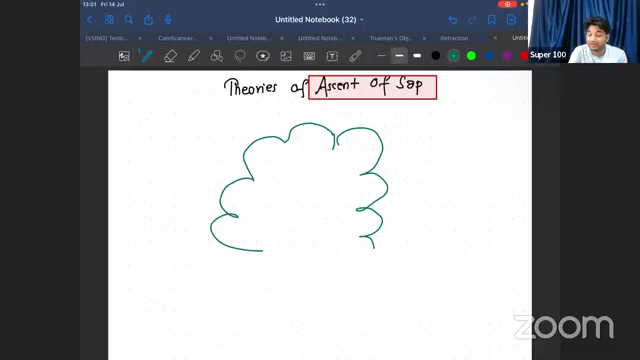 13:01 Fri 14 Jul
Untitled Notebook (32)
[VSING] Textb
CamScanner
Untitled Noteb...
Untitled Noteb...
Trueman's Obj...
Refraction
Super 100
Theories of Ascent Of Sap
zoom